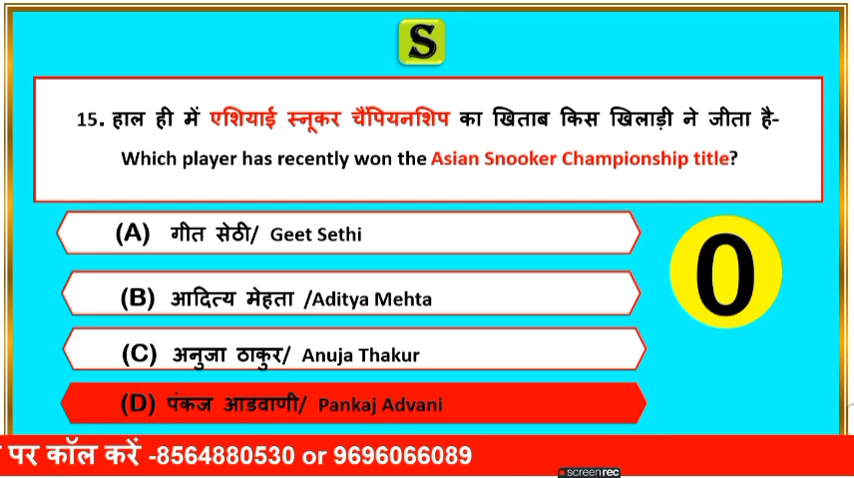 S
15. हाल ही में एशियाई स्नूकर चैंपियनशिप का खिताब किस खिलाड़ी ने जीता है-
Which player has recently won the Asian Snooker Championship title?
(A) गीत सेठी/ Geet Sethi
(B) आदित्य मेहता /Aditya Mehta
(C) अनुजा ठाकुर/ Anuja Thakur
(D) पंकज आडवाणी/ Pankaj Advani
0
पर कॉल करें -8564880530 or 9696066089
screenrec